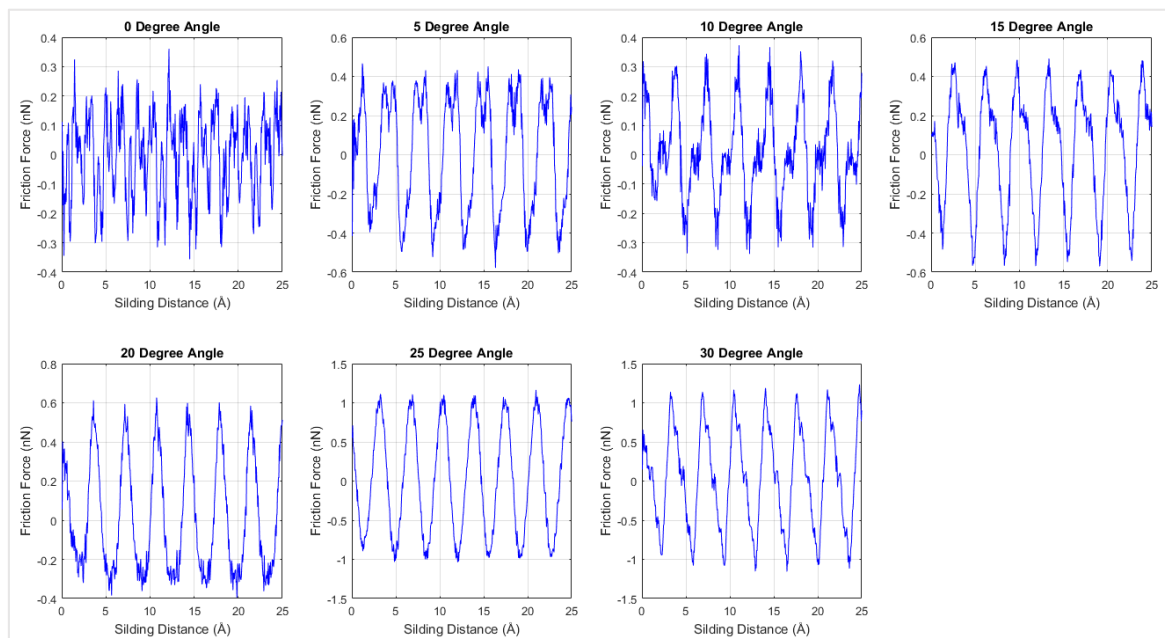 0 Degree Angle
Friction Force (nN)
0.4
0.3
0.2
0.1
0
-0.1
-0.2
-0.3
-0.4
0 5 10 15 20 25
Silding Distance (Å)
5 Degree Angle
Friction Force (nN)
0.6
0.4
0.2
0
-0.2
-0.4
-0.6
0 5 10 15 20 25
Silding Distance (Å)
10 Degree Angle
Friction Force (nN)
0.4
0.3
0.2
0.1
0
-0.1
-0.2
-0.3
-0.4
0 5 10 15 20 25
Silding Distance (Å)
15 Degree Angle
Friction Force (nN)
0.6
0.4
0.2
0
-0.2
-0.4
-0.6
0 5 10 15 20 25
Silding Distance (Å)
20 Degree Angle
Friction Force (nN)
0.8
0.6
0.4
0.2
0
-0.2
-0.4
0 5 10 15 20 25
Silding Distance (Å)
25 Degree Angle
Friction Force (nN)
1.5
1
0.5
0
-0.5
-1
-1.5
0 5 10 15 20 25
Silding Distance (Å)
30 Degree Angle
Friction Force (nN)
1.5
1
0.5
0
-0.5
-1
-1.5
0 5 10 15 20 25
Silding Distance (Å)